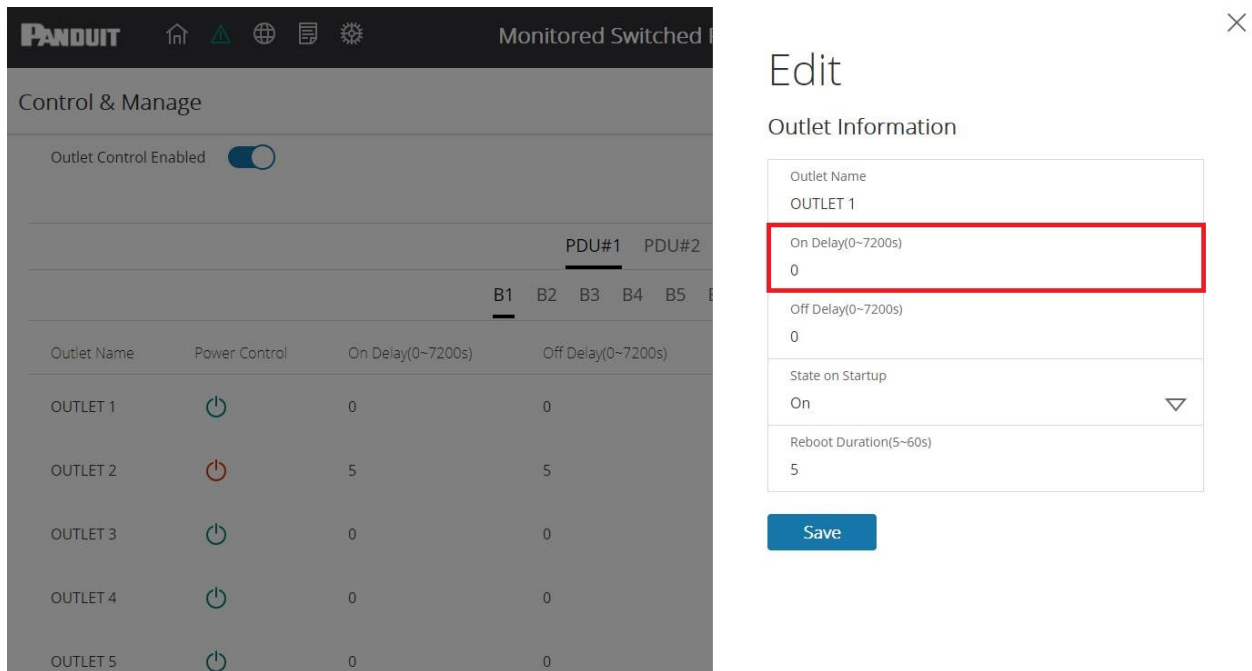 PANDUIT
Monitored Switched
Control & Manage
Outlet Control Enabled
PDU#1 PDU#2
B1 B2 B3 B4 B5
Outlet Name Power Control On Delay(0~7200s) Off Delay(0~7200s)
OUTLET 1 0 0
OUTLET 2 5 5
OUTLET 3 0 0
OUTLET 4 0 0
OUTLET 5 0 0
Edit
Outlet Information
Outlet Name
OUTLET 1
On Delay(0~7200s)
0
Off Delay(0~7200s)
0
State on Startup
On
Reboot Duration(5~60s)
5
Save